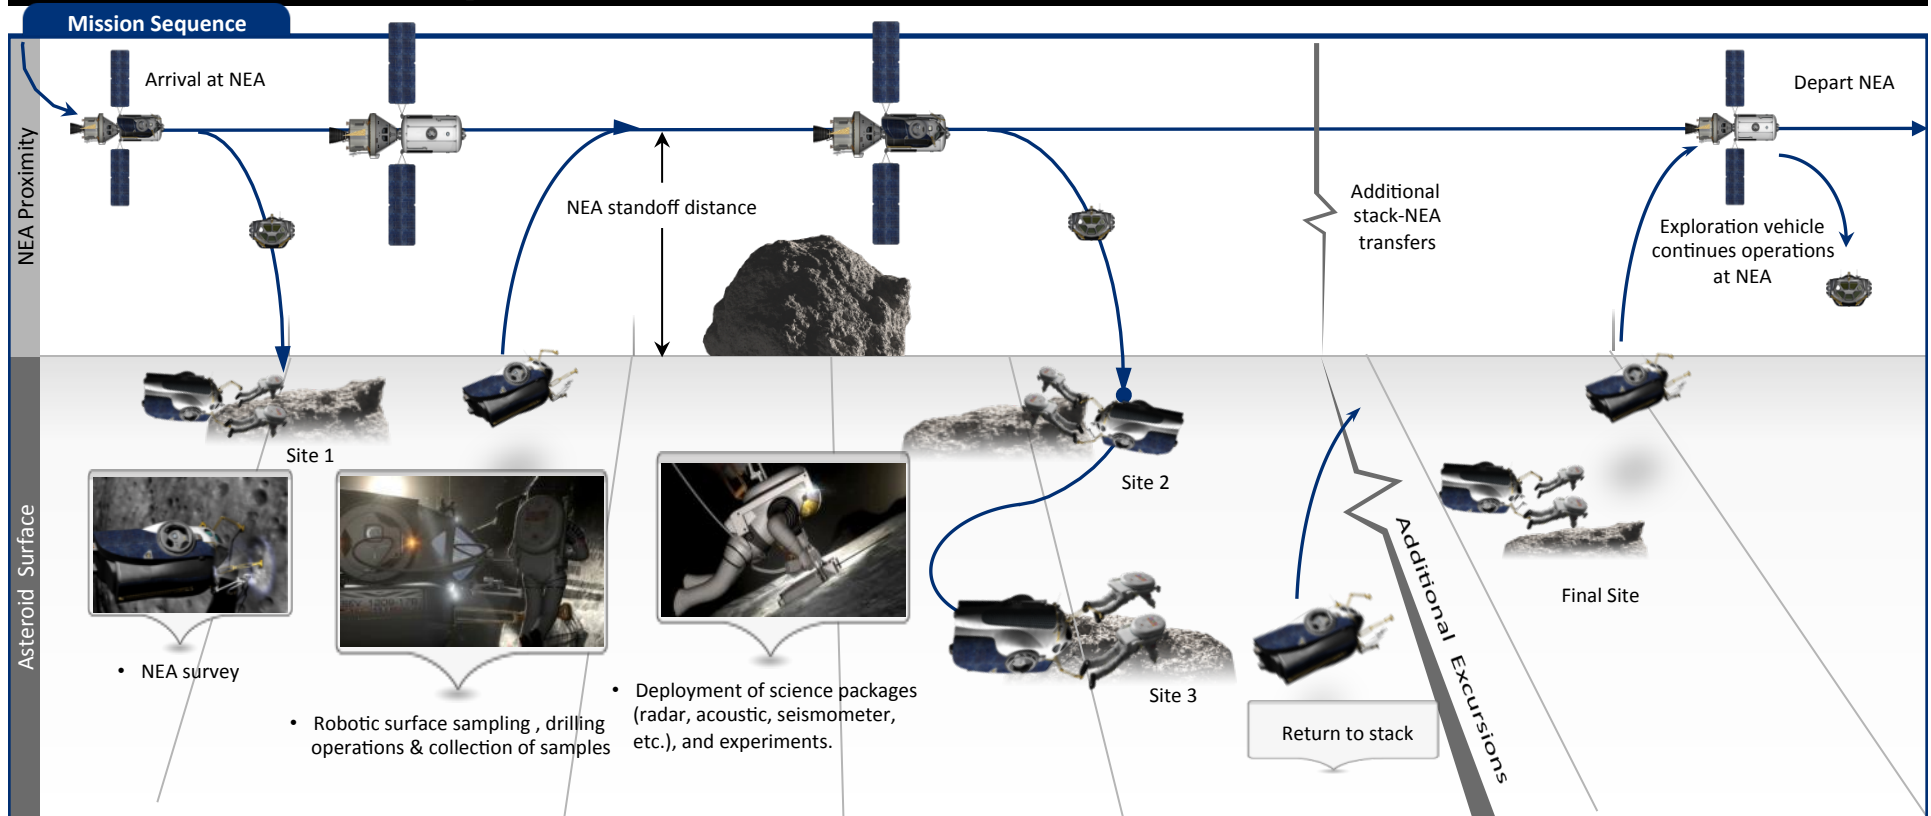 Mission Sequence
NEA Proximity
Arrival at NEA
NEA standoff distance
Additional
stack-NEA
transfers
Depart NEA
Exploration vehicle
continues operations
at NEA
Asteroid Surface
Site 1
• NEA survey
• Robotic surface sampling , drilling
operations & collection of samples
• Deployment of science packages
(radar, acoustic, seismometer,
etc.), and experiments.
Site 2
Site 3
Return to stack
Additional Excursions
Final Site